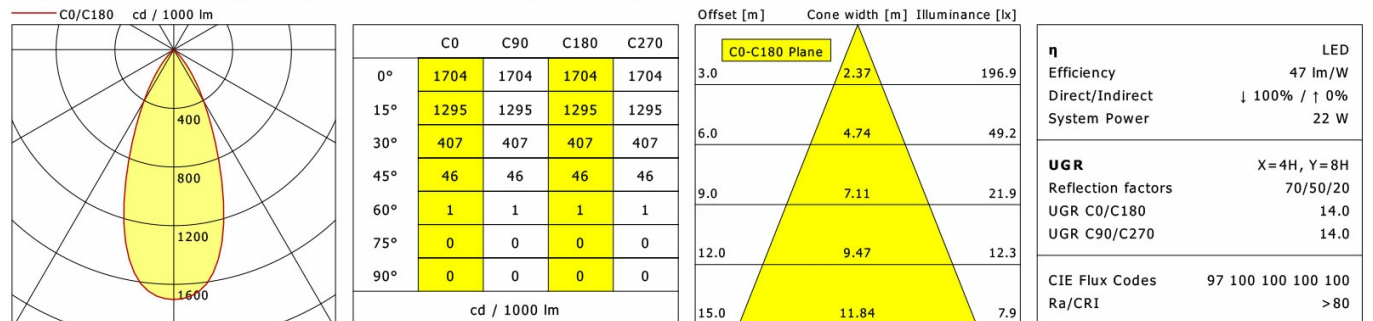 C0/C180 cd / 1000 lm
400
800
1200
1600
C0 C90 C180 C270
0° 1704 1704 1704 1704
15° 1295 1295 1295 1295
30° 407 407 407 407
45° 46 46 46 46
60° 1 1 1 1
75° 0 0 0 0
90° 0 0 0 0
cd / 1000 lm
Offset [m] Cone width [m] Illuminance [lx]
C0-C180 Plane
3.0 2.37 196.9
6.0 4.74 49.2
9.0 7.11 21.9
12.0 9.47 12.3
15.0 11.84 7.9
η LED
Efficiency 47 lm/W
Direct/Indirect ↓ 100% / ↑ 0%
System Power 22 W
UGR X=4H, Y=8H
Reflection factors 70/50/20
UGR C0/C180 14.0
UGR C90/C270 14.0
CIE Flux Codes 97 100 100 100 100
Ra/CRI >80